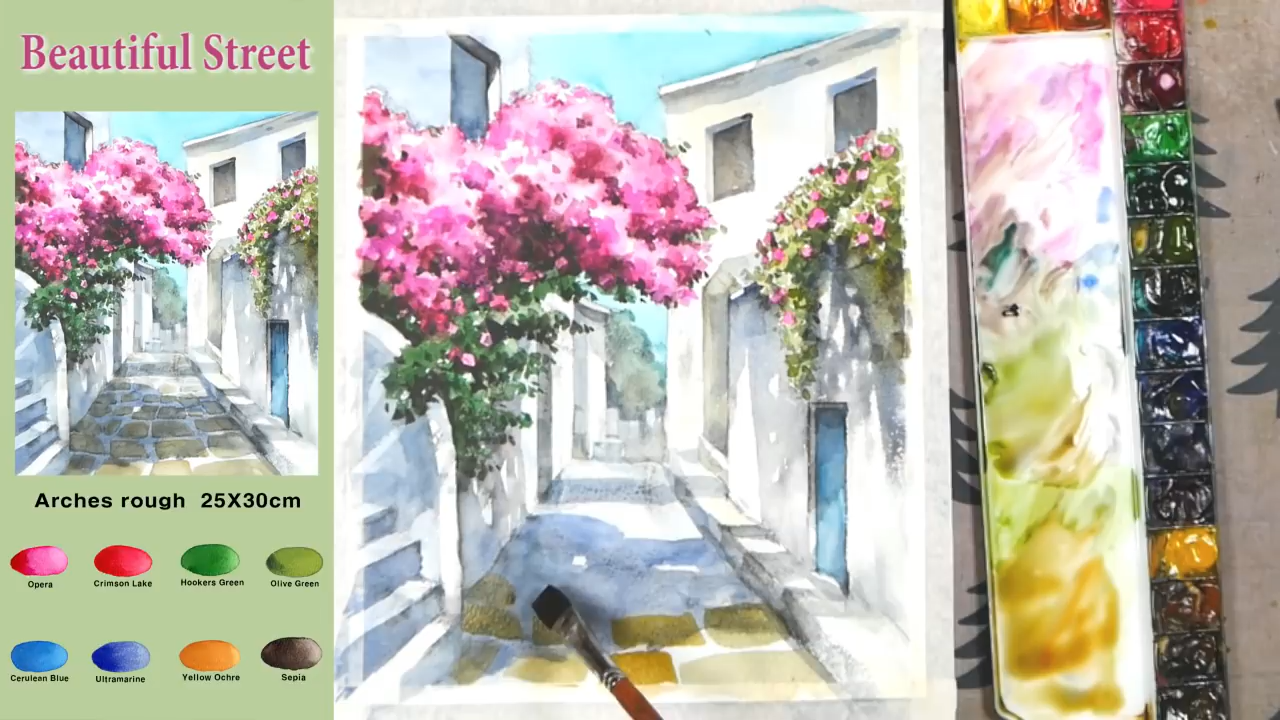 Beautiful Street
Arches rough 25X30cm
Opera
Crimson Lake
Hookers Green
Olive Green
Cerulean Blue
Ultramarine
Yellow Ochre
Sepia